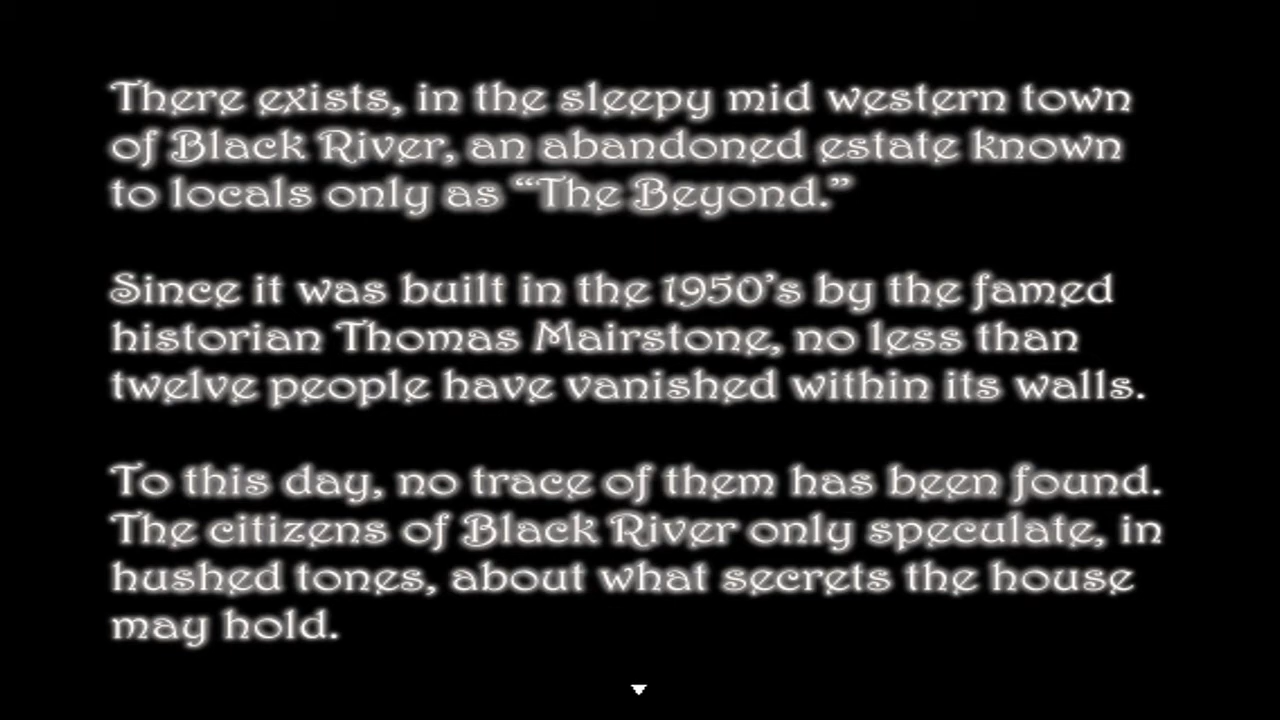 There exists, in the sleepy mid western town
of Black River, an abandoned estate known
to locals only as “The Beyond.”
Since it was built in the 1950’s by the famed
historian Thomas Mairstone, no less than
twelve people have vanished within its walls.
To this day, no trace of them has been found.
The citizens of Black River only speculate, in
hushed tones, about what secrets the house
may hold.